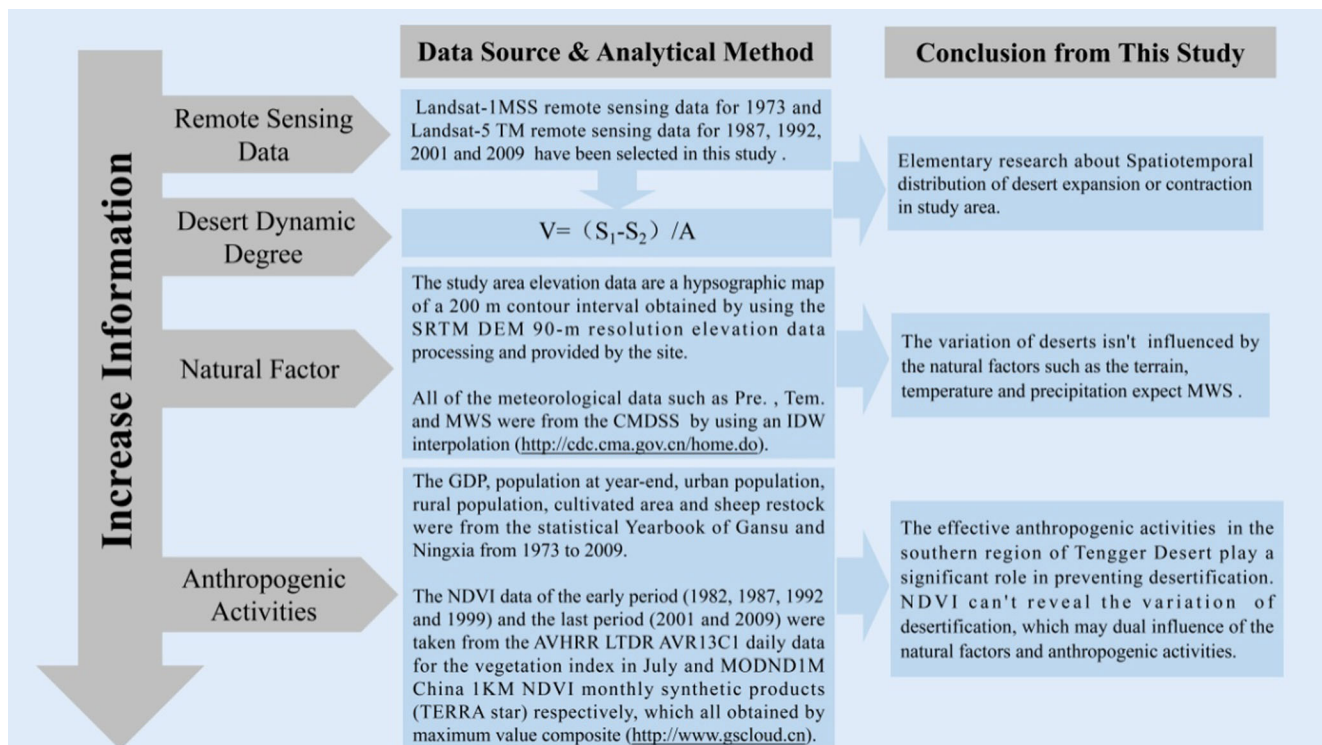 Increase Information
Data Source & Analytical Method
Conclusion from This Study
Remote Sensing
Data
Landsat-1MSS remote sensing data for 1973 and
Landsat-5 TM remote sensing data for 1987, 1992,
2001 and 2009 have been selected in this study .
Elementary research about Spatiotemporal
distribution of desert expansion or contraction
in study area.
Desert Dynamic
Degree
V= （S₁-S₂）/A
Natural Factor
The study area elevation data are a hypsographic map
of a 200 m contour interval obtained by using the
SRTM DEM 90-m resolution elevation data
processing and provided by the site.
All of the meteorological data such as Pre. , Tem.
and MWS were from the CMDSS by using an IDW
interpolation (http://cdc.cma.gov.cn/home.do).
The variation of deserts isn't influenced by
the natural factors such as the terrain,
temperature and precipitation expect MWS .
Anthropogenic
Activities
The GDP, population at year-end, urban population,
rural population, cultivated area and sheep restock
were from the statistical Yearbook of Gansu and
Ningxia from 1973 to 2009.
The NDVI data of the early period (1982, 1987, 1992
and 1999) and the last period (2001 and 2009) were
taken from the AVHRR LTDR AVR13C1 daily data
for the vegetation index in July and MODND1M
China 1KM NDVI monthly synthetic products
(TERRA star) respectively, which all obtained by
maximum value composite (http://www.gscloud.cn).
The effective anthropogenic activities in the
southern region of Tengger Desert play a
significant role in preventing desertification.
NDVI can't reveal the variation of
desertification, which may dual influence of the
natural factors and anthropogenic activities.